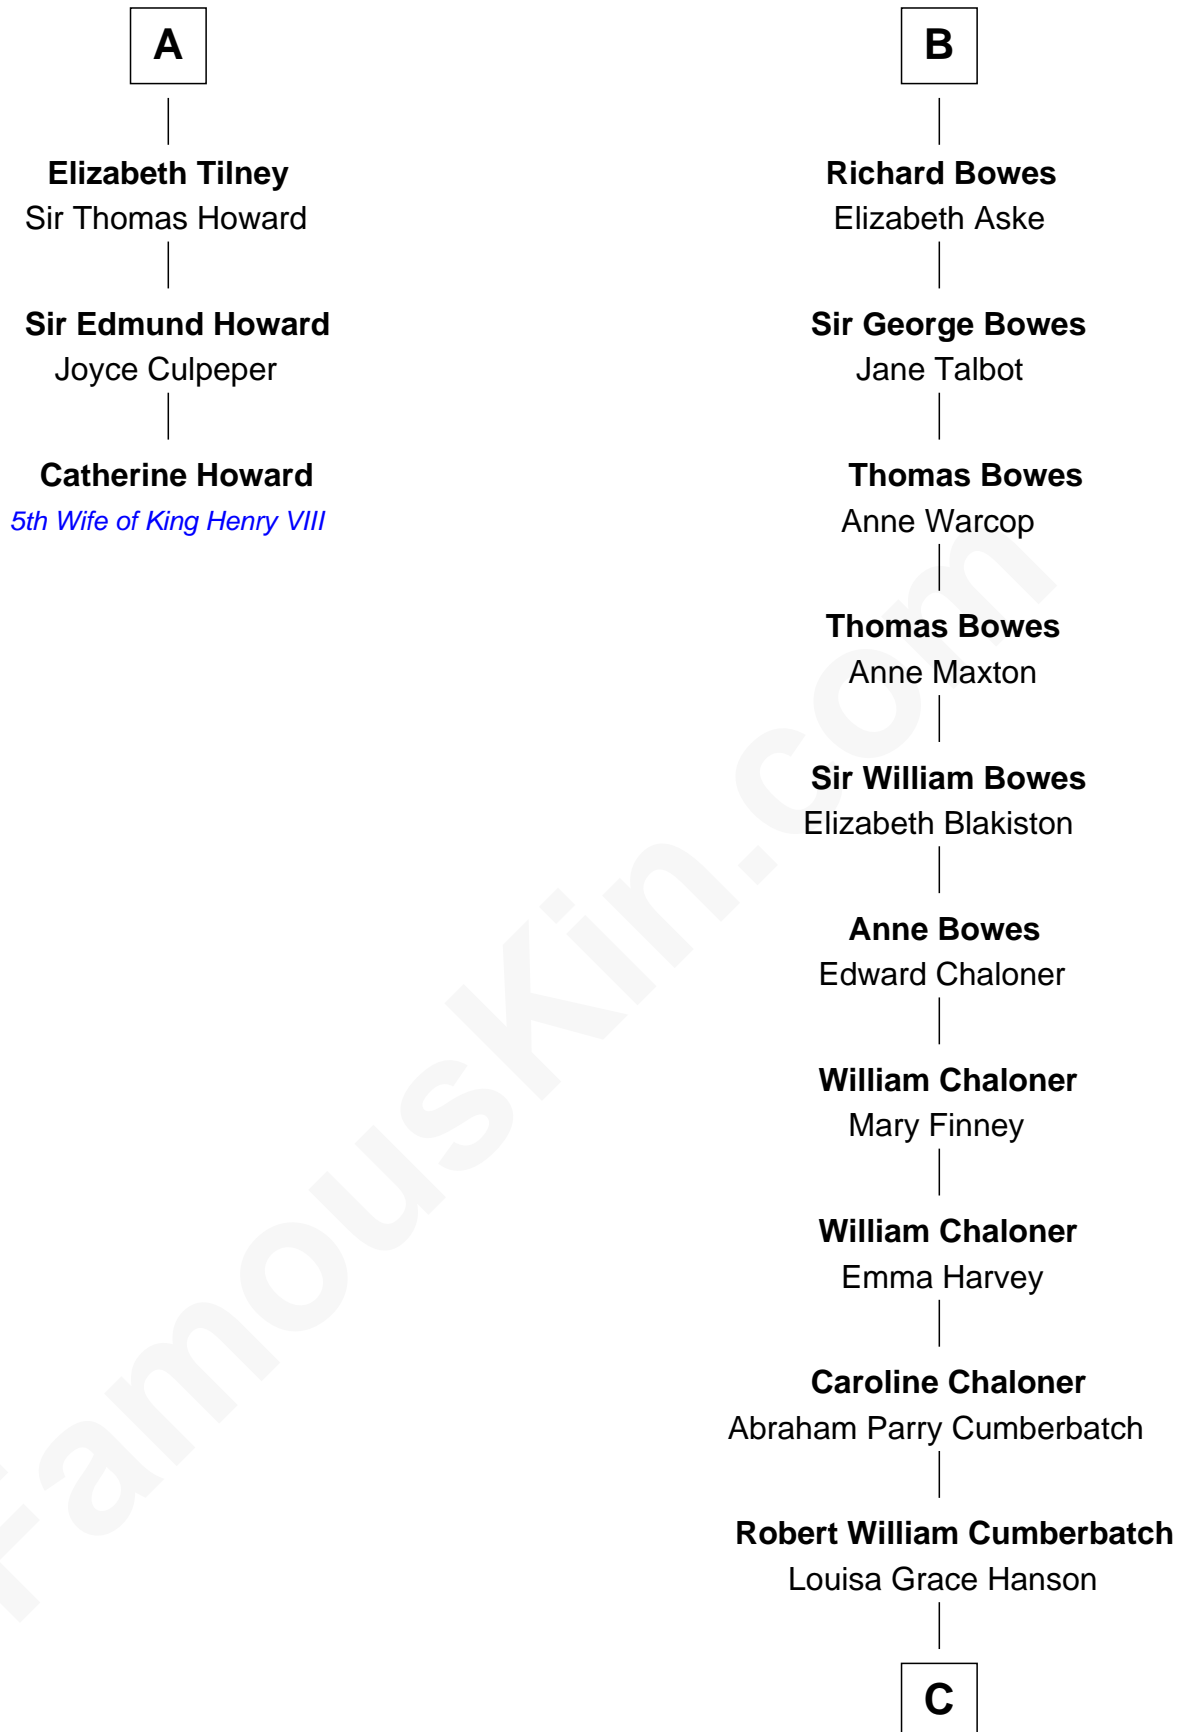 A
Elizabeth Tilney
Sir Thomas Howard
Sir Edmund Howard
Joyce Culpeper
Catherine Howard
5th Wife of King Henry VIII
B
Richard Bowes
Elizabeth Aske
Sir George Bowes
Jane Talbot
Thomas Bowes
Anne Warcop
Thomas Bowes
Anne Maxton
Sir William Bowes
Elizabeth Blakiston
Anne Bowes
Edward Chaloner
William Chaloner
Mary Finney
William Chaloner
Emma Harvey
Caroline Chaloner
Abraham Parry Cumberbatch
Robert William Cumberbatch
Louisa Grace Hanson
C
FamousKin.com